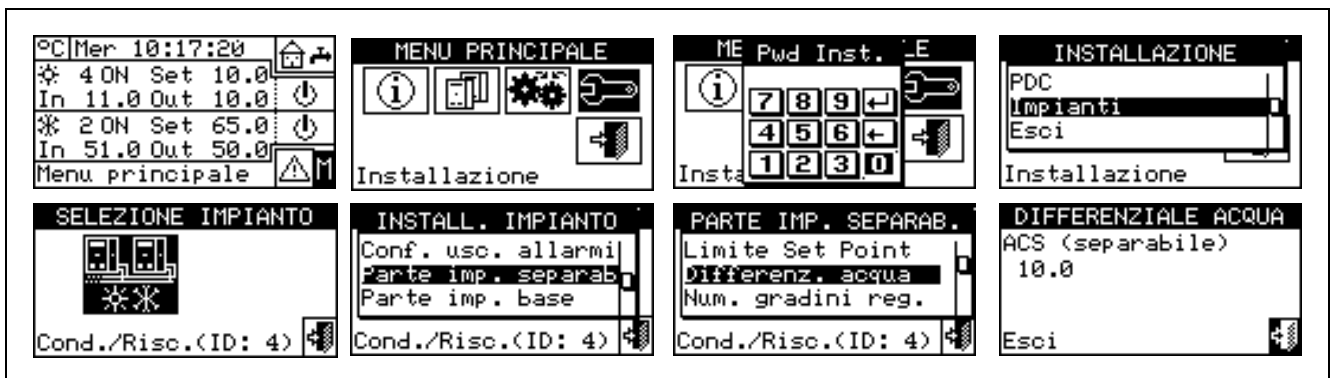 °C Mer 10:17:20
4 ON Set 10.0
In 11.0 Out 10.0
2 ON Set 65.0
In 51.0 Out 50.0
Menu principale M
MENU PRINCIPALE
i
Installazione
ME Pwd Inst. LE
i
7 8 9
4 5 6
1 2 3 0
Insta
INSTALLAZIONE
PDC
Impianti
Esci
Installazione
SELEZIONE IMPIANTO
Cond./Risc.(ID: 4)
INSTALL. IMPIANTO
Conf. usc. allarmi
Parte imp. separab
Parte imp. base
Cond./Risc.(ID: 4)
PARTE IMP. SEPARAB.
Limite Set Point
Differenz. acqua
Num. gradini reg.
Cond./Risc.(ID: 4)
DIFFERENZIALE ACQUA
ACS (separabile)
10.0
Esci